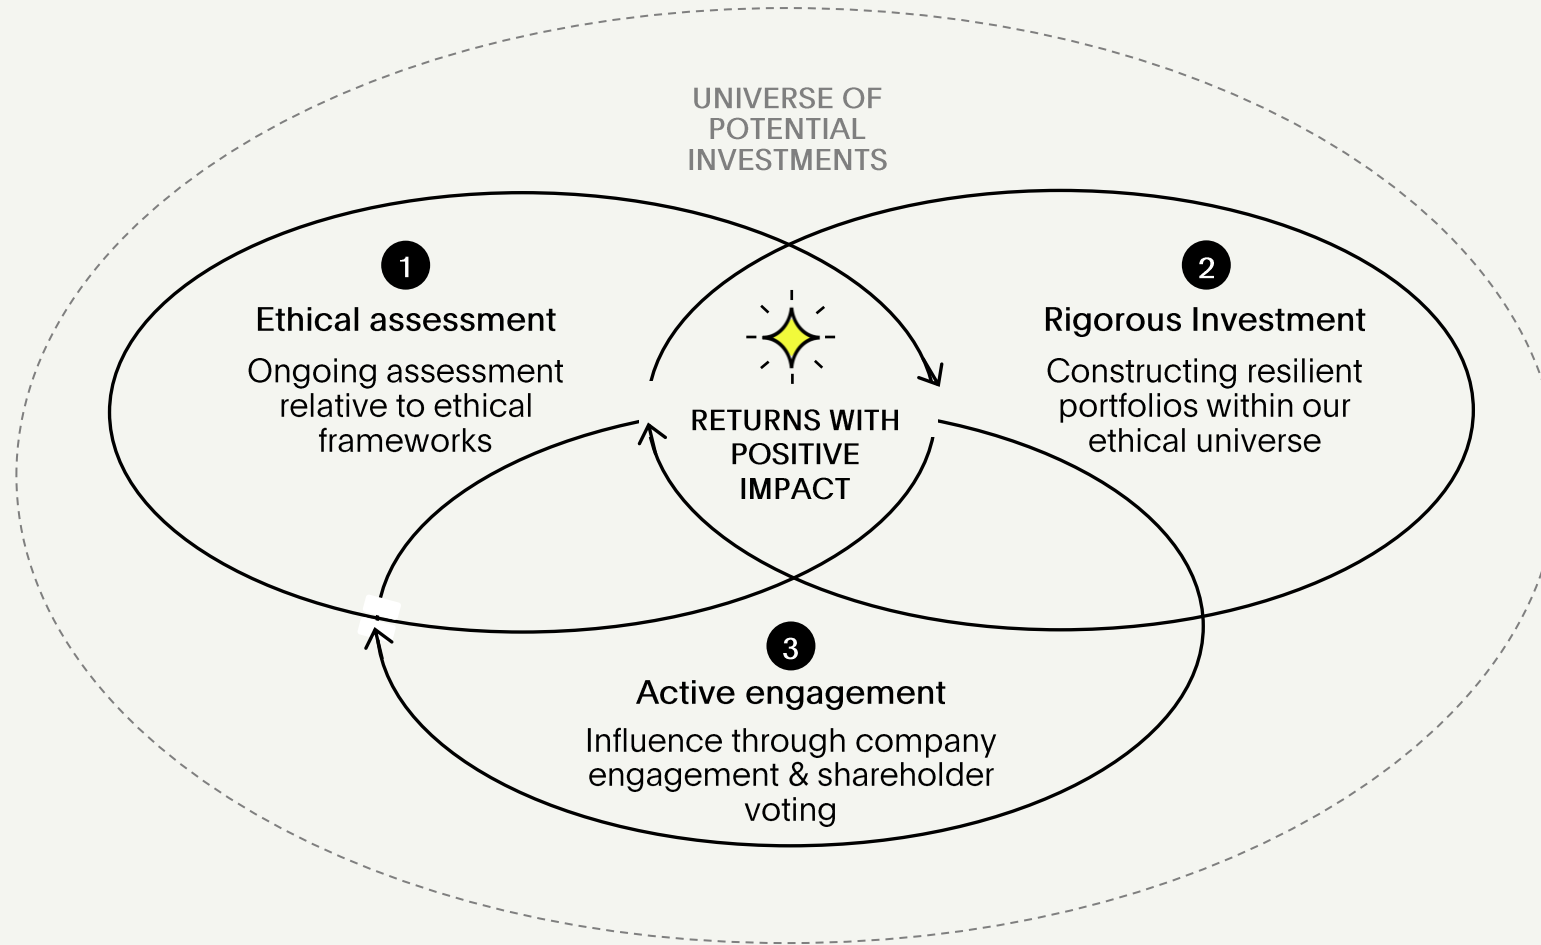 UNIVERSE OF
POTENTIAL
INVESTMENTS
1
Ethical assessment
Ongoing assessment
relative to ethical
frameworks
2
Rigorous Investment
Constructing resilient
portfolios within our
ethical universe
RETURNS WITH
POSITIVE
IMPACT
3
Active engagement
Influence through company
engagement & shareholder
voting